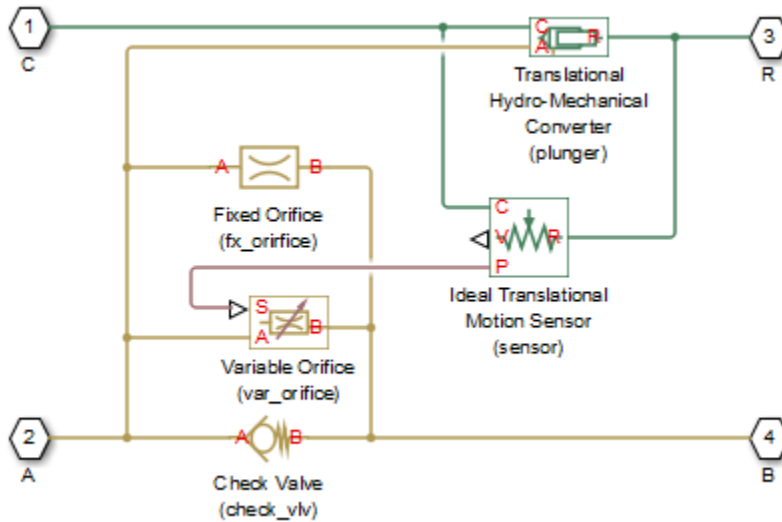 1
C
C
A
R
3
R
Translational
Hydro-Mechanical
Converter
(plunger)
A
B
Fixed Orifice
(fx_orirfice)
C
V
R
P
Ideal Translational
Motion Sensor
(sensor)
S
A
B
Variable Orifice
(var_orifice)
2
A
A
B
Check Valve
(check_vlv)
4
B